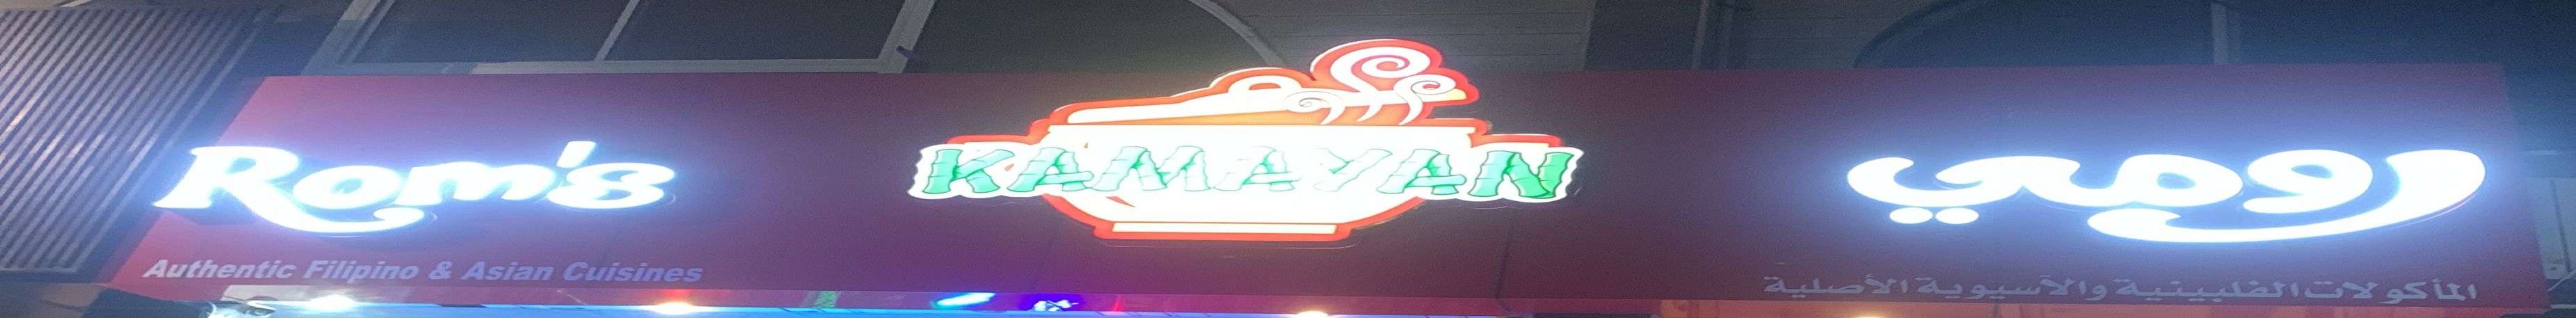 Rom's
KAMAYAN
رومي
Authentic Filipino & Asian Cuisines
المأكولات الفلبينية والآسيوية الأصلية